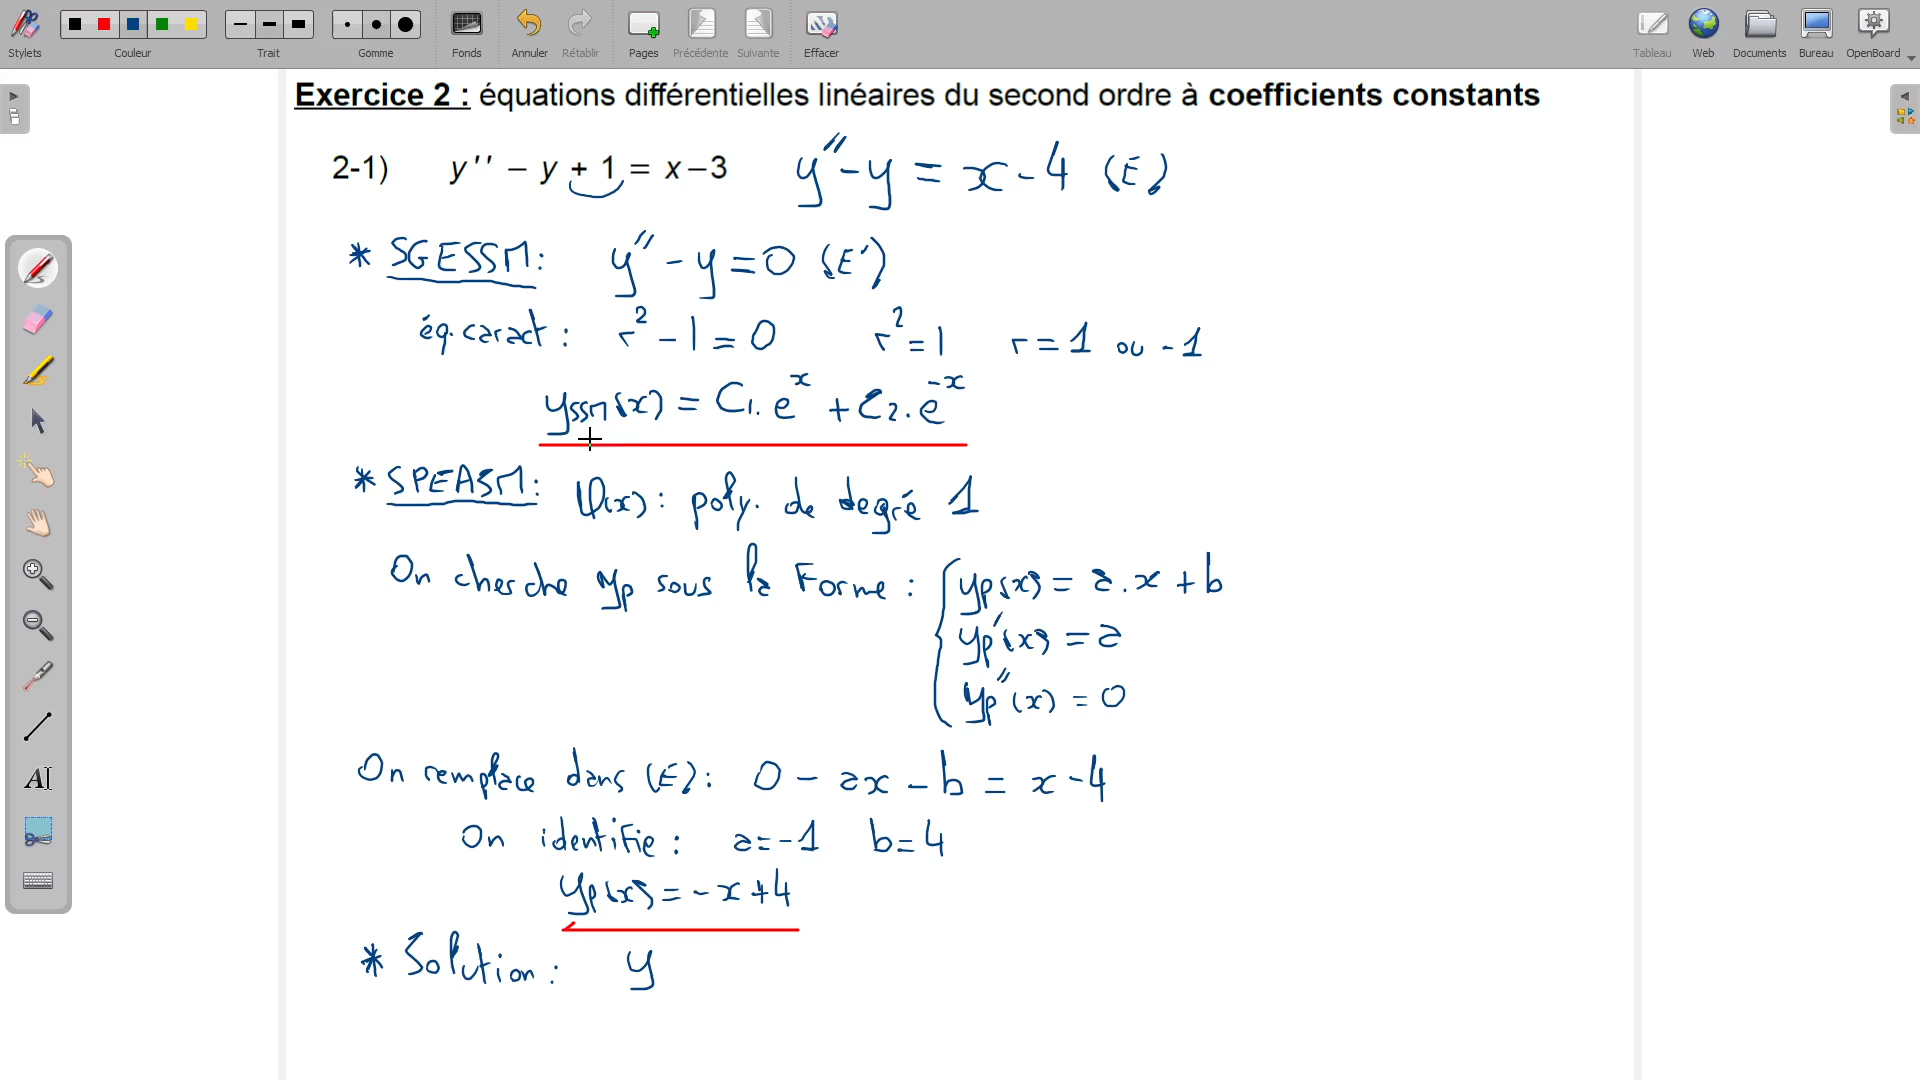 Stylets Couleur Trait Gomme Fonds Annuler Rétablir Pages Précédente Suivante Effacer Tableau Web Documents Bureau OpenBoard
Exercice 2 : équations différentielles linéaires du second ordre à coefficients constants
2-1) y'' − y + 1 = x − 3 y'' - y = x - 4 (E)
* SGESSM: y'' - y = 0 (E')
éq. caract : r² - 1 = 0 r² = 1 r = 1 ou -1
yssm(x) = C1. e^x + C2. e^-x
* SPEASM: φ(x) : poly. de degré 1
On cherche yp sous la Forme : yp(x) = a.x + b
yp'(x) = a
yp''(x) = 0
On remplace dans (E): 0 - ax - b = x - 4
On identifie : a = -1 b = 4
yp(x) = -x + 4
* Solution : y
AI